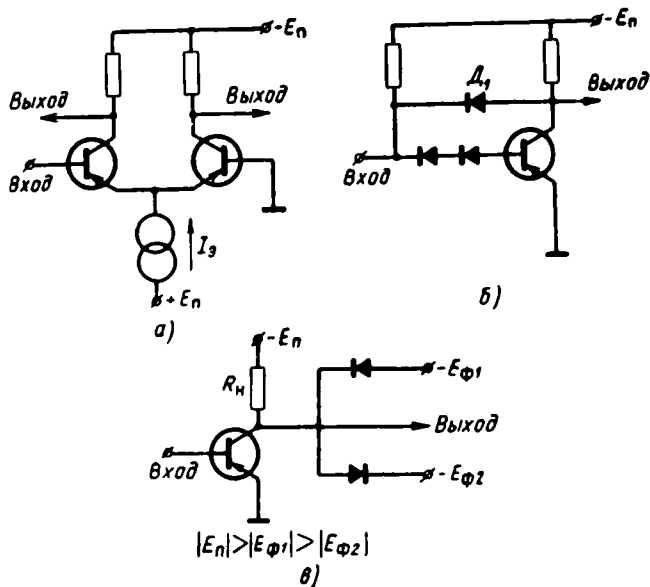 -Eп
Выход
Выход
Вход
Iэ
+Eп
а)
-Eп
Д₁
Выход
Вход
б)
-Eп
Rн
-Eф1
Выход
Вход
-Eф2
|Eп|>|Eф1|>|Eф2|
в)